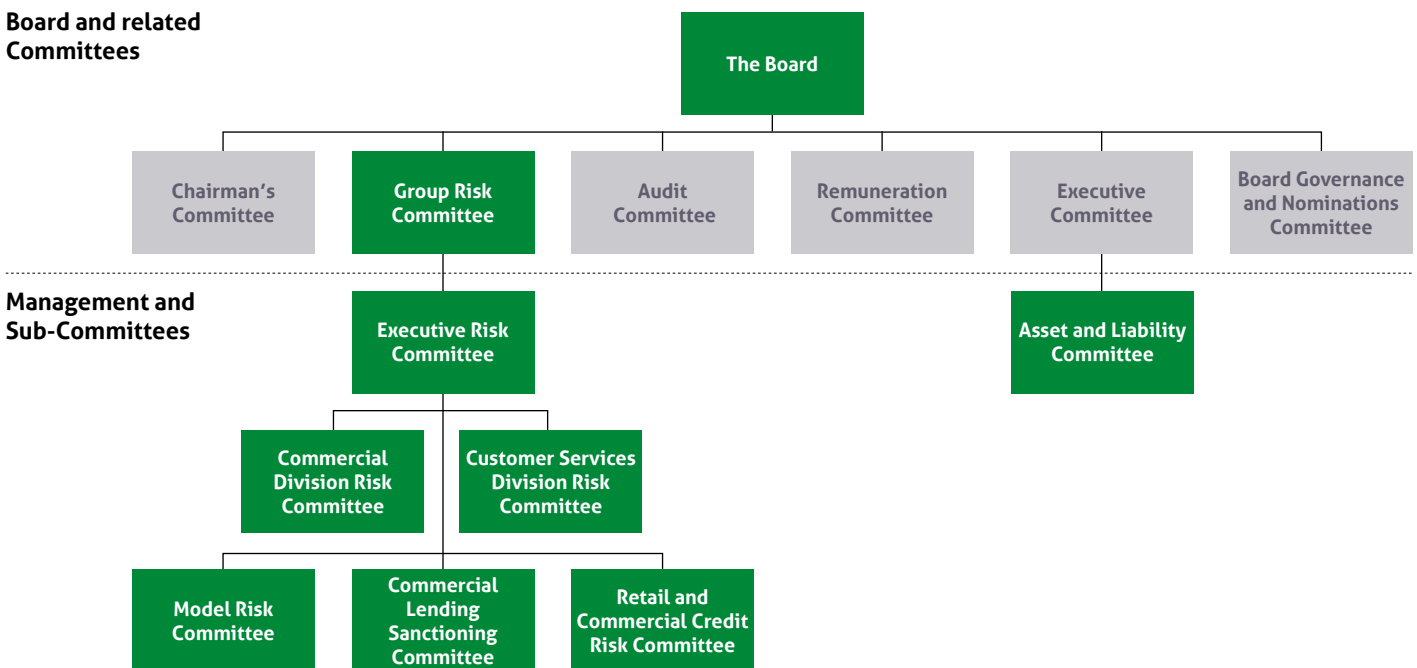 Board and related
Committees
The Board
Chairman's
Committee
Group Risk
Committee
Audit
Committee
Remuneration
Committee
Executive
Committee
Board Governance
and Nominations
Committee
Management and
Sub-Committees
Executive Risk
Committee
Asset and Liability
Committee
Commercial
Division Risk
Committee
Customer Services
Division Risk
Committee
Model Risk
Committee
Commercial
Lending
Sanctioning
Committee
Retail and
Commercial Credit
Risk Committee